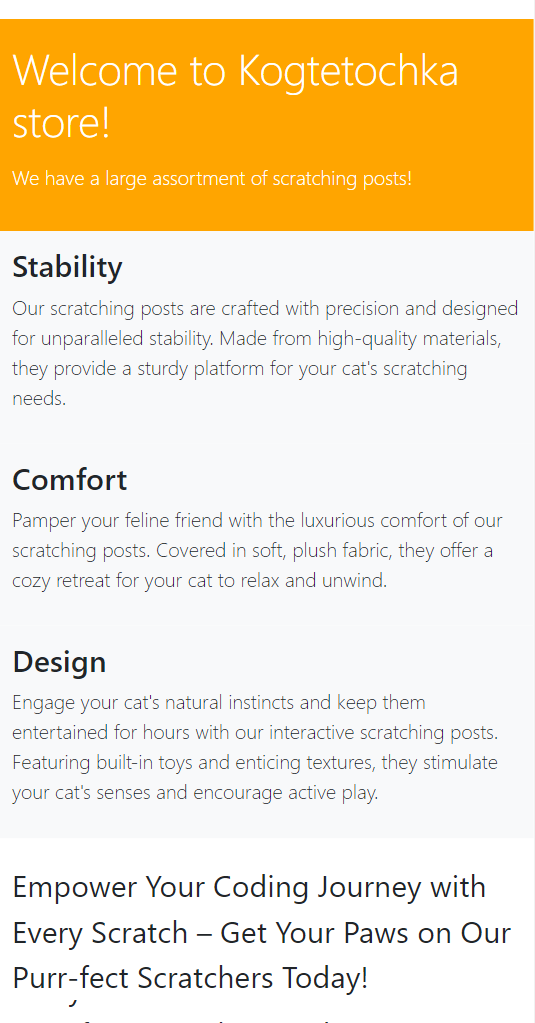 Welcome to Kogtetochka
store!
We have a large assortment of scratching posts!
Stability
Our scratching posts are crafted with precision and designed
for unparalleled stability. Made from high-quality materials,
they provide a sturdy platform for your cat's scratching
needs.
Comfort
Pamper your feline friend with the luxurious comfort of our
scratching posts. Covered in soft, plush fabric, they offer a
cozy retreat for your cat to relax and unwind.
Design
Engage your cat's natural instincts and keep them
entertained for hours with our interactive scratching posts.
Featuring built-in toys and enticing textures, they stimulate
your cat's senses and encourage active play.
Empower Your Coding Journey with
Every Scratch – Get Your Paws on Our
Purr-fect Scratchers Today!